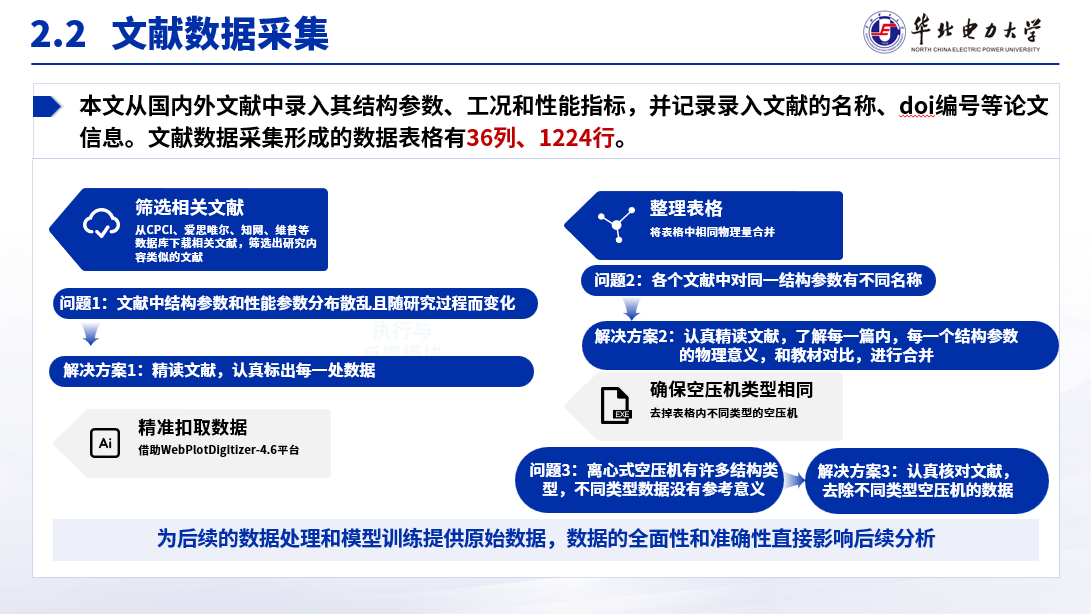 2.2 文献数据采集
华北电力大学
NORTH CHINA ELECTRIC POWER UNIVERSITY
本文从国内外文献中录入其结构参数、工况和性能指标，并记录录入文献的名称、doi编号等论文
信息。文献数据采集形成的数据表格有36列、1224行。
筛选相关文献
从CPCI、爱思唯尔、知网、维普等
数据库下载相关文献，筛选出研究内
容类似的文献
问题1：文献中结构参数和性能参数分布散乱且随研究过程而变化
执行与
解决方案1：精读文献，认真标出每一处数据
Ai
精准扣取数据
借助WebPlotDigitizer-4.6平台
整理表格
将表格中相同物理量合并
问题2：各个文献中对同一结构参数有不同名称
解决方案2：认真精读文献，了解每一篇内，每一个结构参数
的物理意义，和教材对比，进行合并
EXE
确保空压机类型相同
去掉表格内不同类型的空压机
问题3：离心式空压机有许多结构类
型，不同类型数据没有参考意义
解决方案3：认真核对文献，
去除不同类型空压机的数据
为后续的数据处理和模型训练提供原始数据，数据的全面性和准确性直接影响后续分析